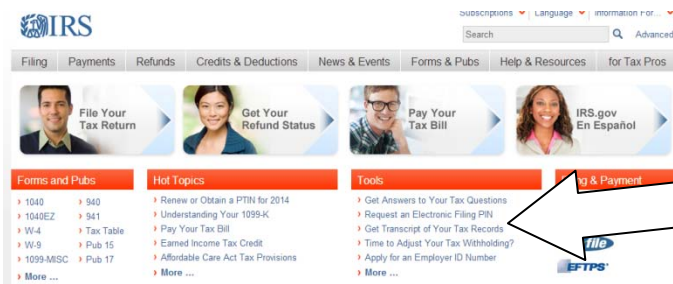 Subscriptions Language Information For...
IRS
Search Advanced
Filing Payments Refunds Credits & Deductions News & Events Forms & Pubs Help & Resources for Tax Pros
File Your
Tax Return
Get Your
Refund Status
Pay Your
Tax Bill
IRS.gov
En Español
Forms and Pubs
1040
1040EZ
W-4
W-9
1099-MISC
More ...
940
941
Tax Table
Pub 15
Pub 17
Hot Topics
Renew or Obtain a PTIN for 2014
Understanding Your 1099-K
Pay Your Tax Bill
Earned Income Tax Credit
Affordable Care Act Tax Provisions
More ...
Tools
Get Answers to Your Tax Questions
Request an Electronic Filing PIN
Get Transcript of Your Tax Records
Time to Adjust Your Tax Withholding?
Apply for an Employer ID Number
More ...
& Payment
file
EFTPS